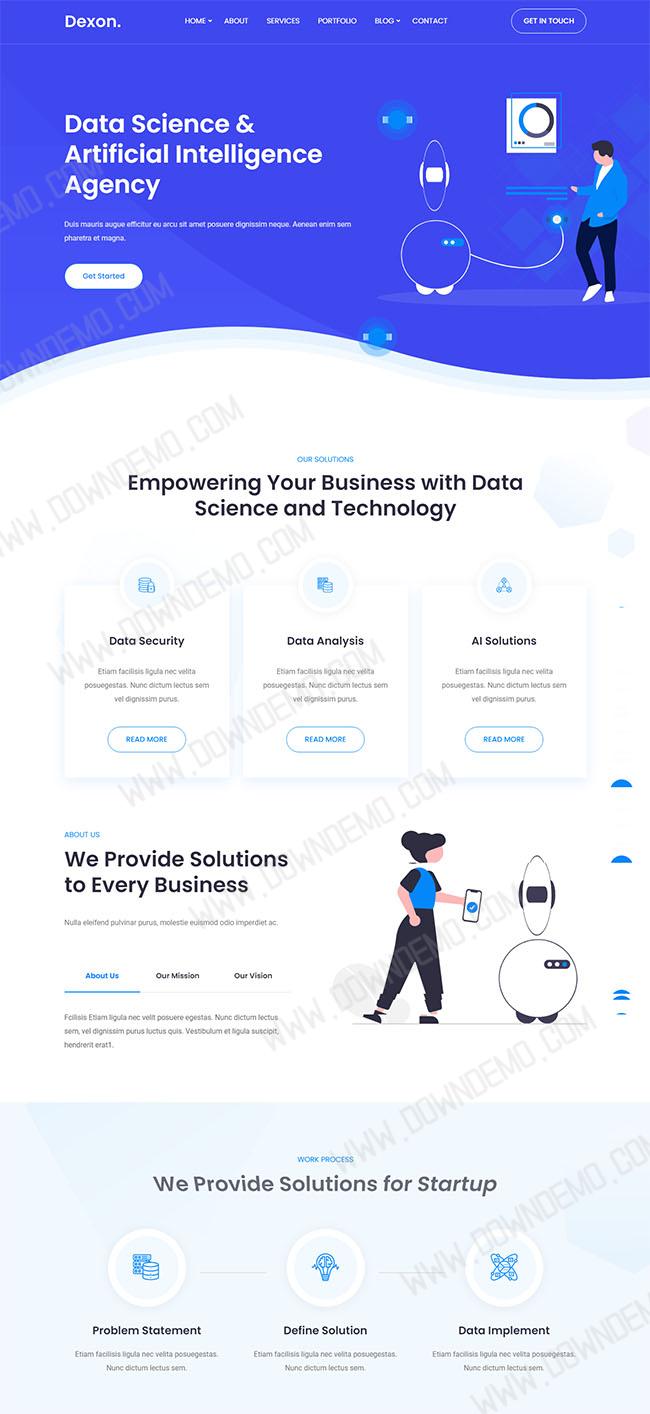 Dexon.
HOME ABOUT SERVICES PORTFOLIO BLOG CONTACT
GET IN TOUCH
Data Science &
Artificial Intelligence
Agency
Duis mauris augue efficitur eu arcu sit amet posuere dignissim neque. Aenean enim sem
pharetra et magna.
Get Started
OUR SOLUTIONS
Empowering Your Business with Data
Science and Technology
Data Security
Etiam facilisis ligula nec velita
posuegestas. Nunc dictum lectus sem
vel dignissim purus.
READ MORE
Data Analysis
Etiam facilisis ligula nec velita
posuegestas. Nunc dictum lectus sem
vel dignissim purus.
READ MORE
AI Solutions
Etiam facilisis ligula nec velita
posuegestas. Nunc dictum lectus sem
vel dignissim purus.
READ MORE
ABOUT US
We Provide Solutions
to Every Business
Nulla eleifend pulvinar purus, molestie euismod odio imperdiet ac.
About Us Our Mission Our Vision
Fcilisis Etiam ligula nec velit posuere egestas. Nunc dictum lectus
sem, vel dignissim purus luctus quis. Vestibulum et ligula suscipit,
hendrerit erat1.
WORK PROCESS
We Provide Solutions for Startup
Problem Statement
Etiam facilisis ligula nec velita posuegestas.
Nunc dictum lectus sem.
Define Solution
Etiam facilisis ligula nec velita posuegestas.
Nunc dictum lectus sem.
Data Implement
Etiam facilisis ligula nec velita posuegestas.
Nunc dictum lectus sem.
WWW.DOWNDEMO.COM